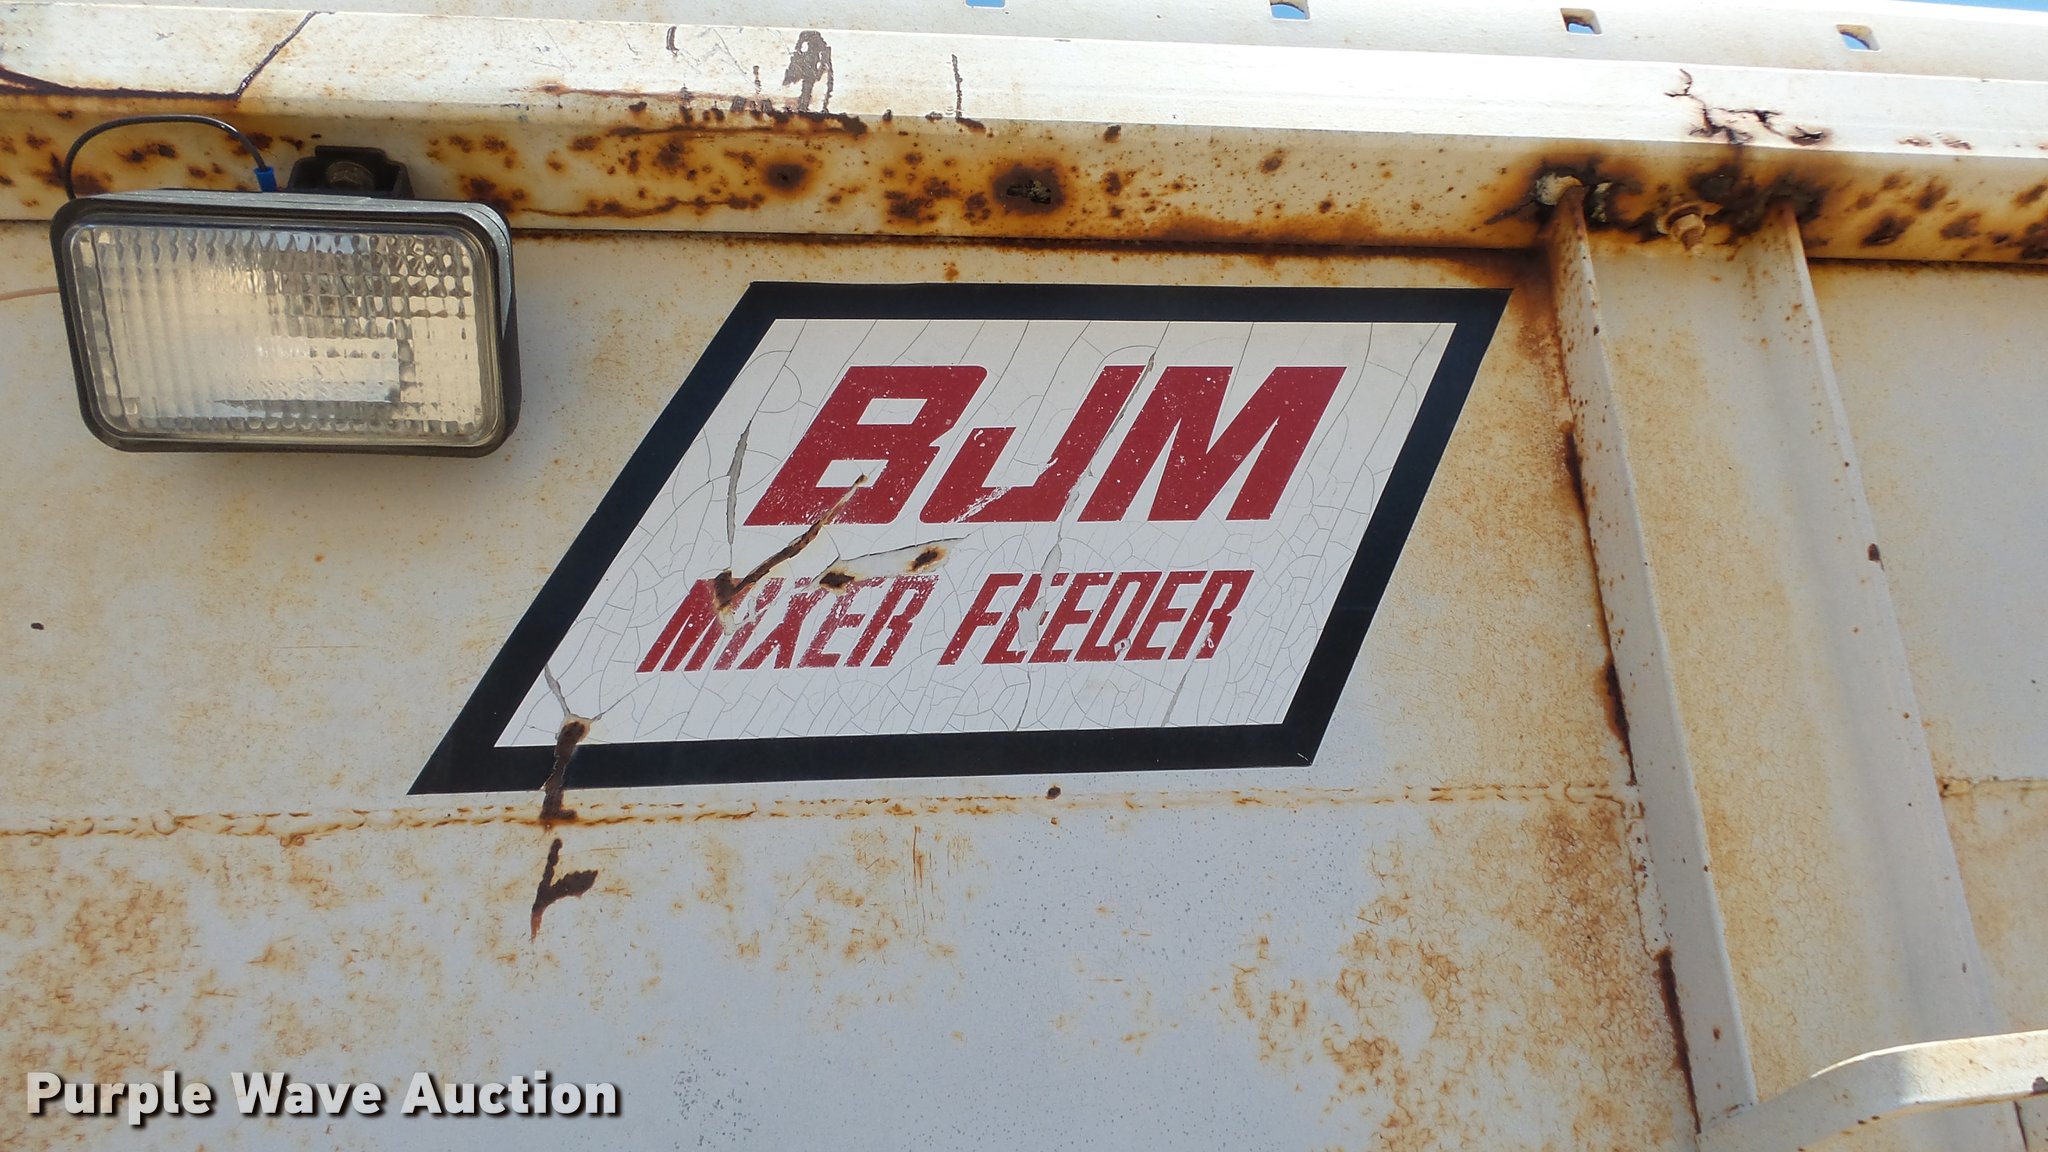 BJM
MIXER FEEDER
Purple Wave Auction